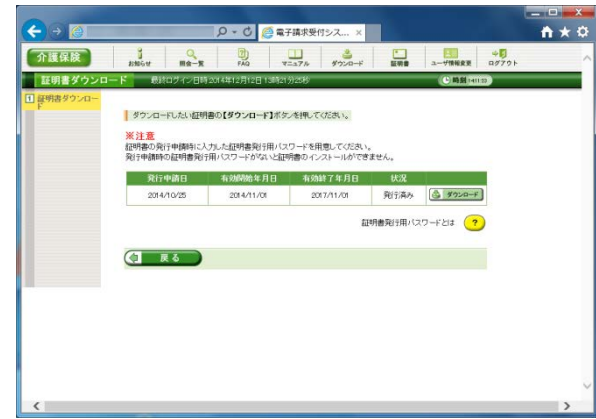 電子請求受付シス... ×
介護保険
お知らせ 照会一覧 FAQ マニュアル ダウンロード 証明書 ユーザ情報変更 ログアウト
証明書ダウンロード 最終ログイン日時:2014年12月12日 13時21分25秒 時刻
1 証明書ダウンロード
ダウンロードしたい証明書の【ダウンロード】ボタンを押してください。
※注意
証明書の発行申請時に入力した証明書発行用パスワードを用意してください。
発行申請時の証明書発行用パスワードがないと証明書のインストールができません。
発行申請日 有効開始年月日 有効終了年月日 状況
2014/10/25 2014/11/01 2017/11/01 発行済み ダウンロード
証明書発行用パスワードとは ?
戻る